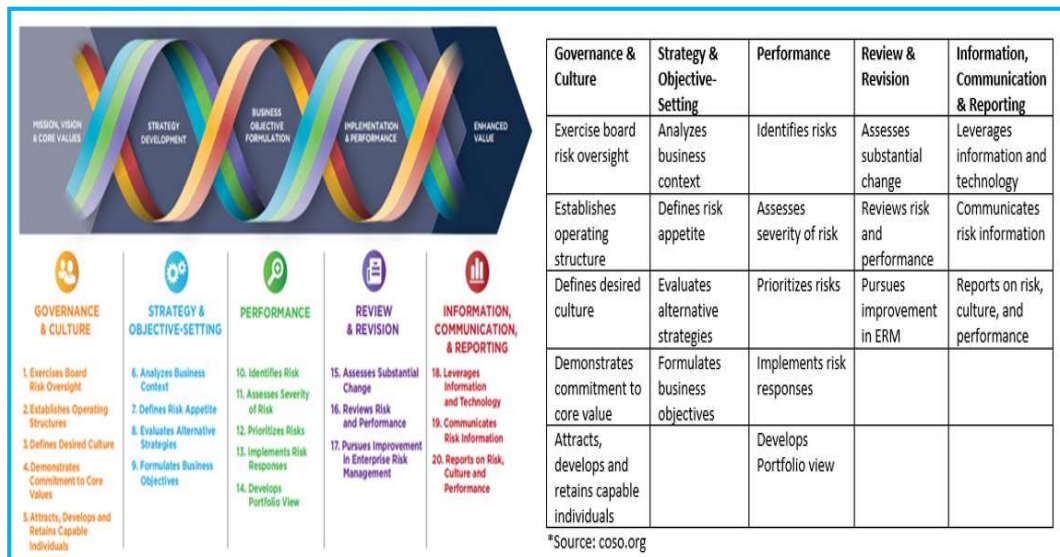 MISSION, VISION
& CORE VALUES
STRATEGY
DEVELOPMENT
BUSINESS
OBJECTIVE
FORMULATION
IMPLEMENTATION
& PERFORMANCE
ENHANCED
VALUE
GOVERNANCE
& CULTURE
1. Exercises Board
Risk Oversight
2. Establishes Operating
Structures
3. Defines Desired Culture
4. Demonstrates
Commitment to Core
Values
5. Attracts, Develops and
Retains Capable
Individuals
STRATEGY &
OBJECTIVE-SETTING
6. Analyzes Business
Context
7. Defines Risk Appetite
8. Evaluates Alternative
Strategies
9. Formulates Business
Objectives
PERFORMANCE
10. Identifies Risk
11. Assesses Severity
of Risk
12. Prioritizes Risks
13. Implements Risk
Responses
14. Develops
Portfolio View
REVIEW
& REVISION
15. Assesses Substantial
Change
16. Reviews Risk
and Performance
17. Pursues Improvement
in Enterprise Risk
Management
INFORMATION,
COMMUNICATION,
& REPORTING
18. Leverages
Information
and Technology
19. Communicates
Risk Information
20. Reports on Risk,
Culture and
Performance
Governance &
Culture
Strategy &
Objective-
Setting
Performance
Review &
Revision
Information,
Communication
& Reporting
Exercise board
risk oversight
Analyzes
business
context
Identifies risks
Assesses
substantial
change
Leverages
information and
technology
Establishes
operating
structure
Defines risk
appetite
Assesses
severity of risk
Reviews risk
and
performance
Communicates
risk information
Defines desired
culture
Evaluates
alternative
strategies
Prioritizes risks
Pursues
improvement
in ERM
Reports on risk,
culture, and
performance
Demonstrates
commitment to
core value
Formulates
business
objectives
Implements risk
responses
Attracts,
develops and
retains capable
individuals
Develops
Portfolio view
*Source: coso.org